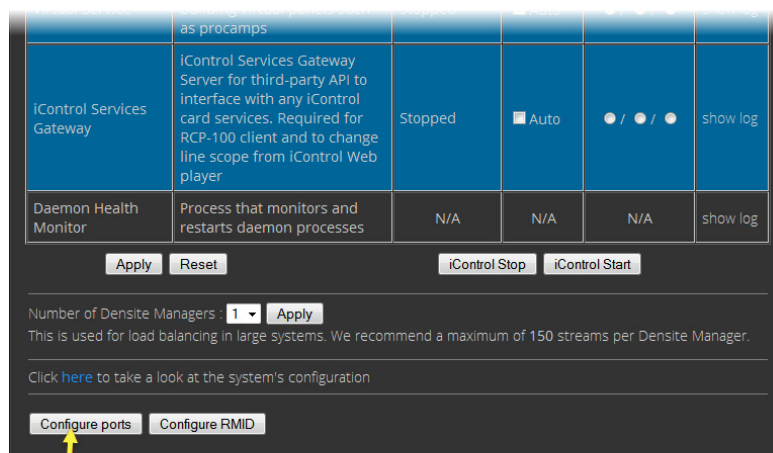 as procamps
iControl Services Gateway
Server for third-party API to
interface with any iControl
card services. Required for
RCP-100 client and to change
line scope from iControl Web
player
iControl Services
Gateway
Stopped
Auto
/ /
show log
Daemon Health
Monitor
Process that monitors and
restarts daemon processes
N/A
N/A
N/A
show log
Apply Reset iControl Stop iControl Start
Number of Densite Managers : 1 Apply
This is used for load balancing in large systems. We recommend a maximum of 150 streams per Densite Manager.
Click here to take a look at the system's configuration
Configure ports Configure RMID